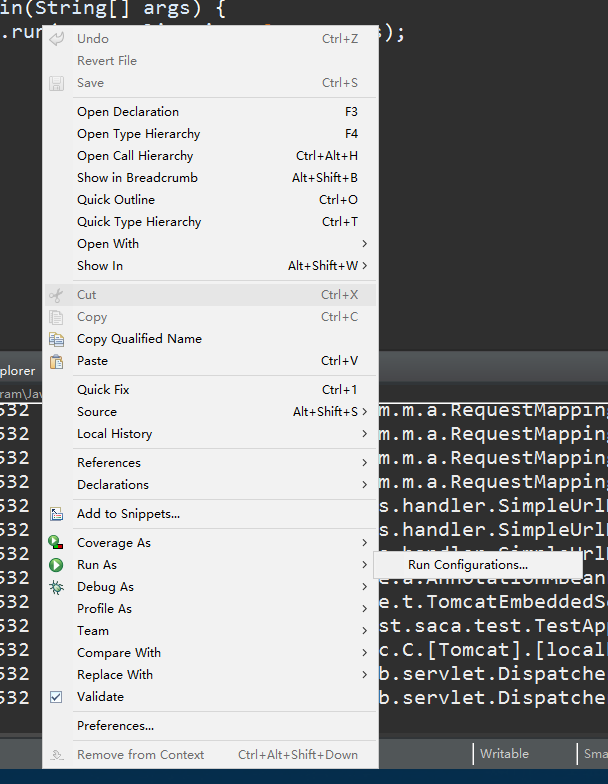 in(String[] args) {
.run
s);
Undo Ctrl+Z
Revert File
Save Ctrl+S
Open Declaration F3
Open Type Hierarchy F4
Open Call Hierarchy Ctrl+Alt+H
Show in Breadcrumb Alt+Shift+B
Quick Outline Ctrl+O
Quick Type Hierarchy Ctrl+T
Open With
Show In Alt+Shift+W
Cut Ctrl+X
Copy Ctrl+C
Copy Qualified Name
Paste Ctrl+V
Quick Fix Ctrl+1
Source Alt+Shift+S
Local History
References
Declarations
Add to Snippets...
Coverage As
Run As
Run Configurations...
Debug As
Profile As
Team
Compare With
Replace With
Validate
Preferences...
Remove from Context Ctrl+Alt+Shift+Down
plorer
ram\Jav
532 m.m.a.RequestMapping
532 m.m.a.RequestMapping
532 m.m.a.RequestMapping
532 m.m.a.RequestMapping
532 s.handler.SimpleUrlH
532 s.handler.SimpleUrlH
532 s.handler.SimpleUrlH
532 e.a.AnnotationMBean
532 e.t.TomcatEmbeddedSe
532 st.saca.test.TestApp
532 c.C.[Tomcat].[localh
532 b.servlet.Dispatche
532 b.servlet.Dispatche
Writable
Sma